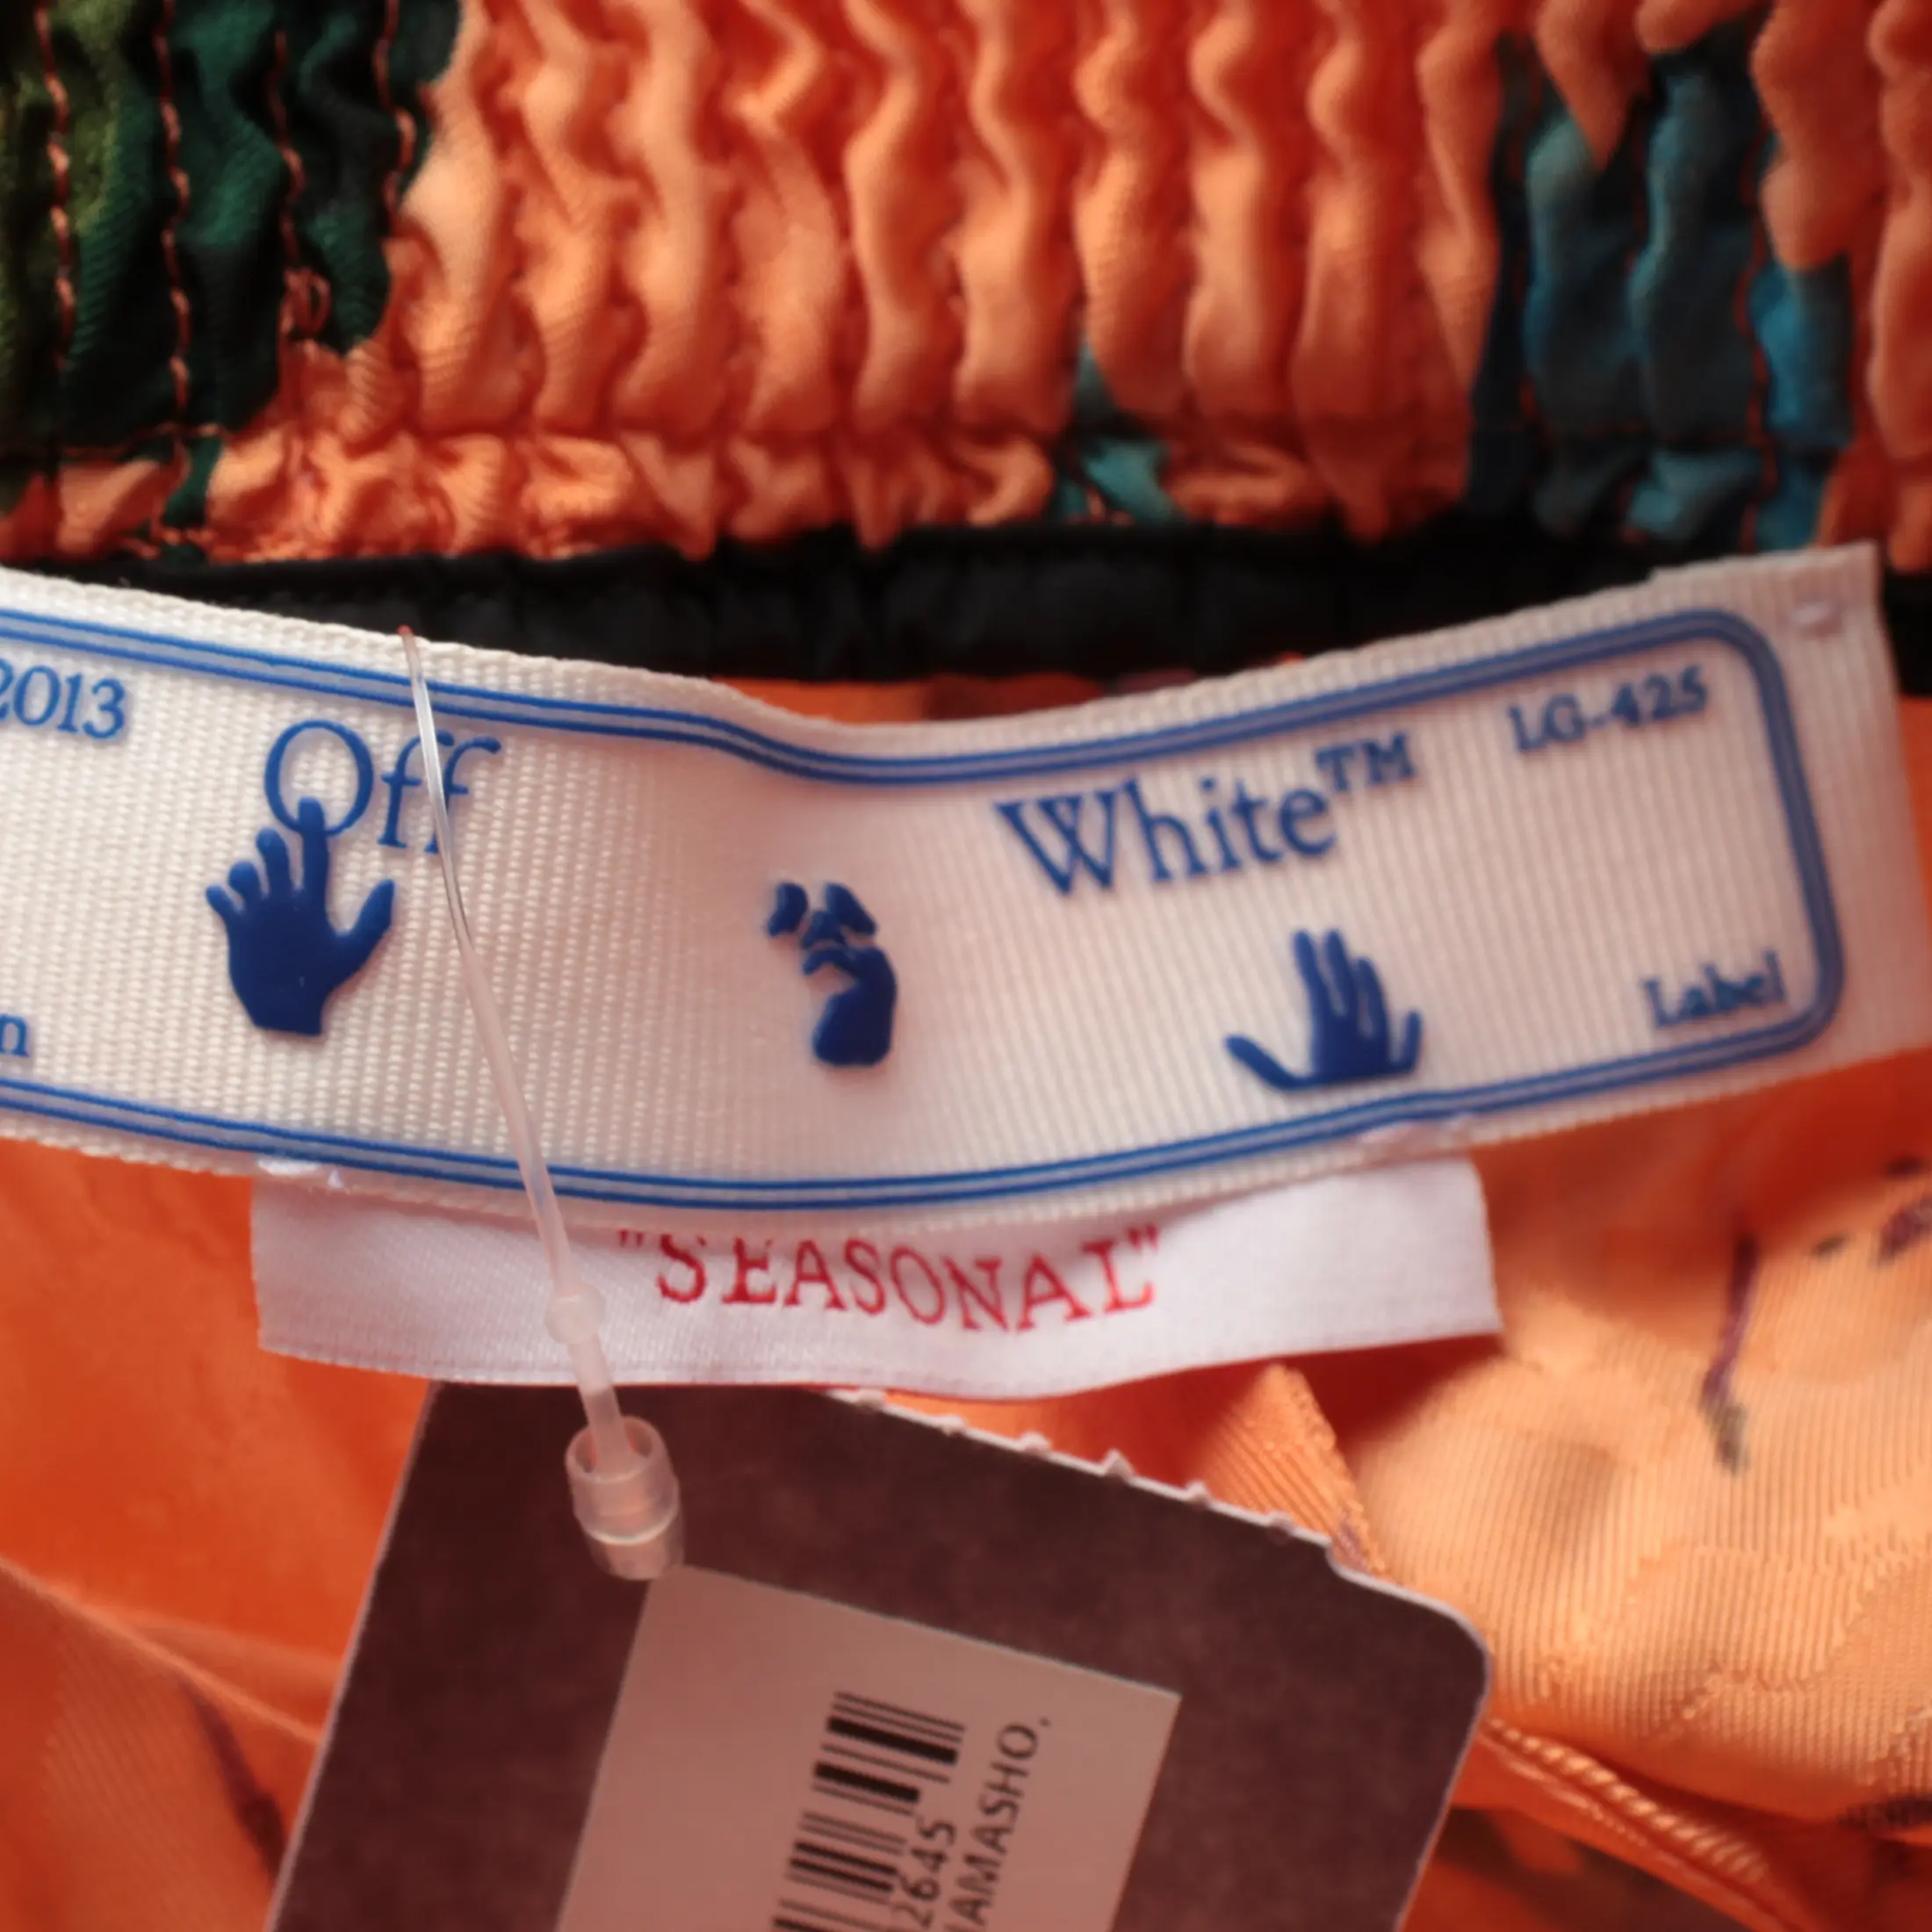 2013
Off
White™
LG-425
Label
"SEASONAL"
2645
AMASHO.